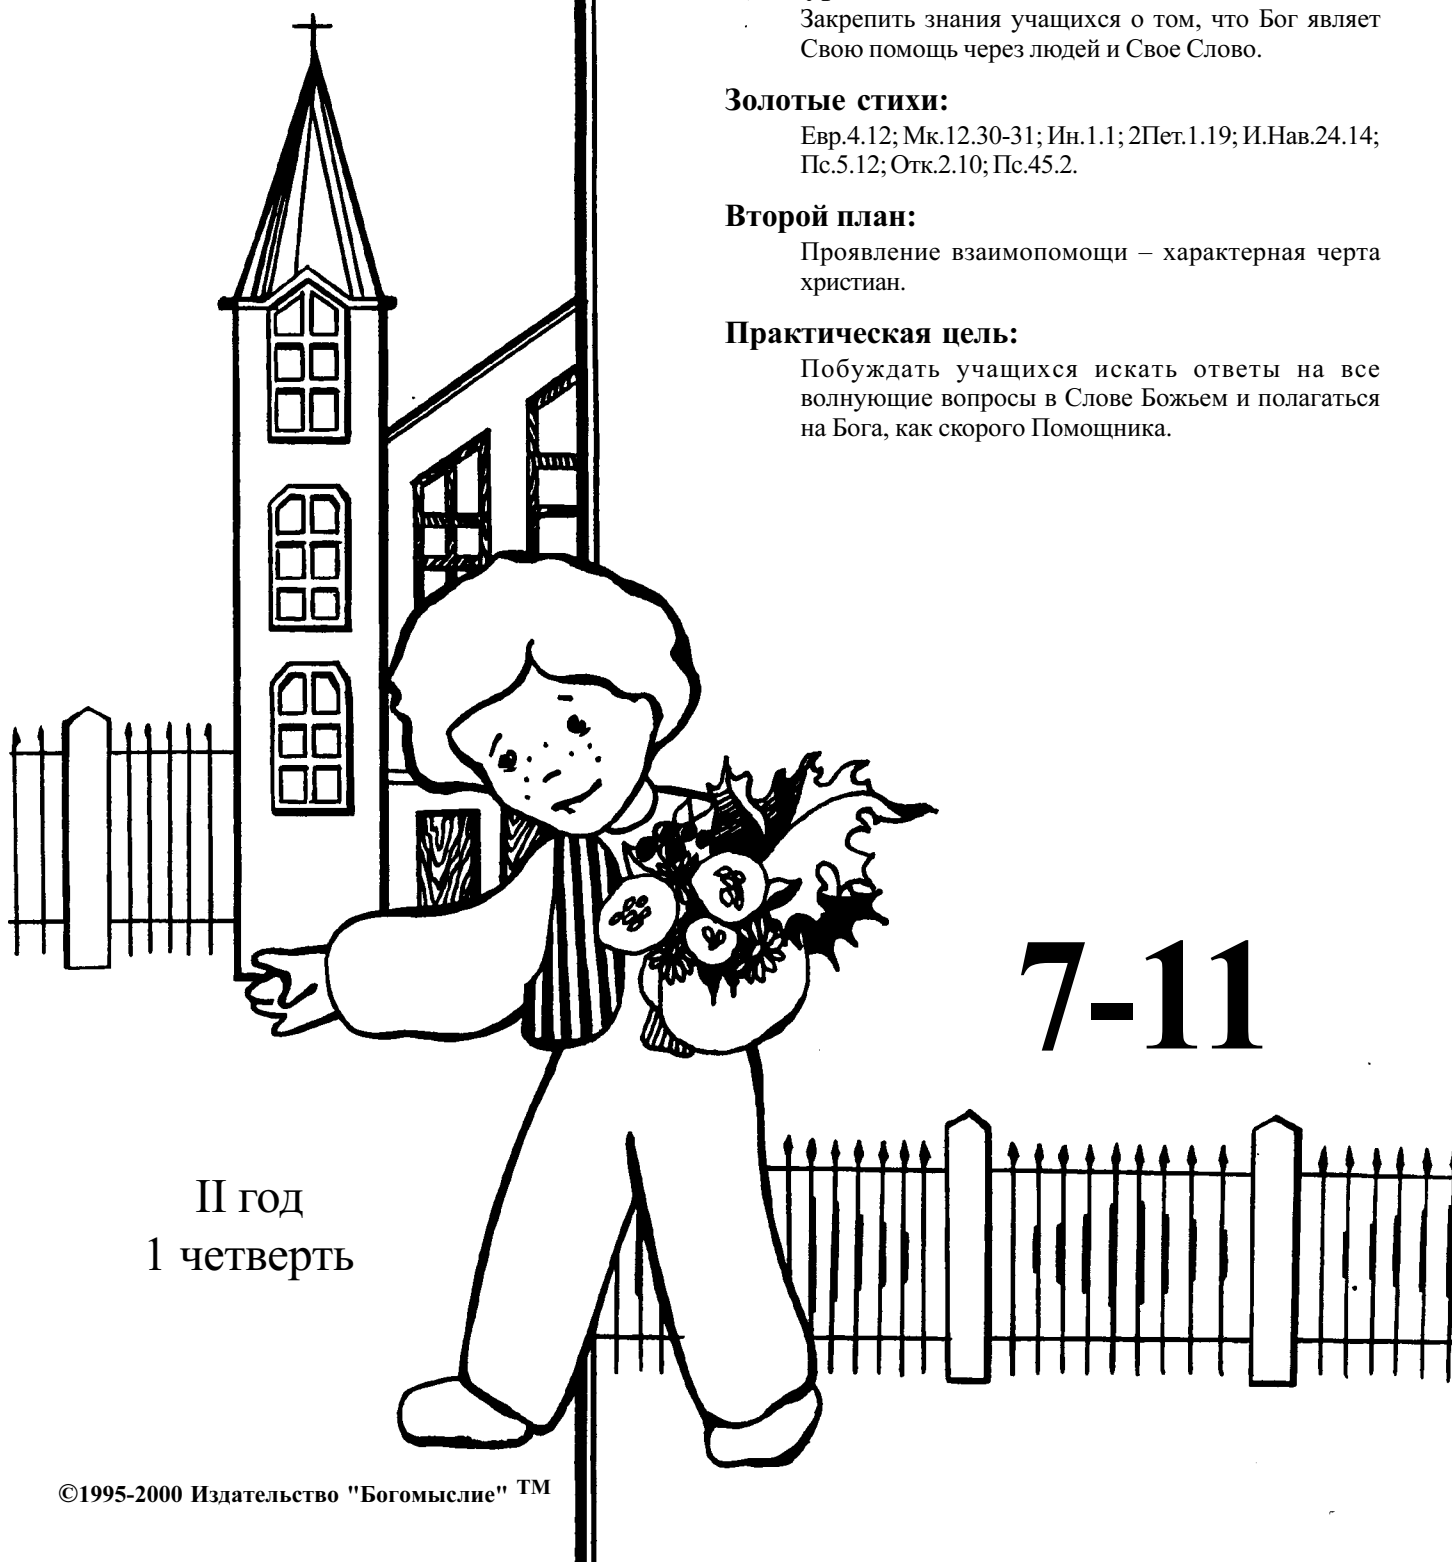 Закрепить знания учащихся о том, что Бог являет
Свою помощь через людей и Свое Слово.
Золотые стихи:
Евр.4.12; Мк.12.30-31; Ин.1.1; 2Пет.1.19; И.Нав.24.14;
Пс.5.12; Отк.2.10; Пс.45.2.
Второй план:
Проявление взаимопомощи – характерная черта
христиан.
Практическая цель:
Побуждать учащихся искать ответы на все
волнующие вопросы в Слове Божьем и полагаться
на Бога, как скорого Помощника.
7-11
II год
1 четверть
©1995-2000 Издательство "Богомыслие" ТМ